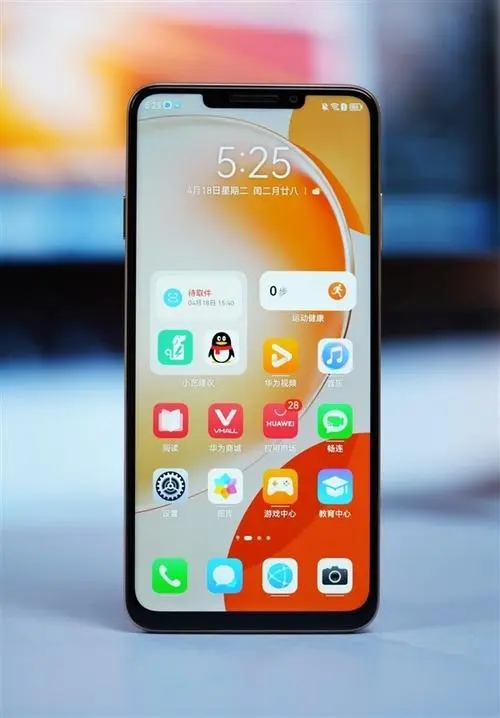 5:25
5:25
4月18日星期二 闰二月廿八
待取件
04月18日 15:40
0步
小艺建议
运动健康
华为视频
音乐
28
VMALL
HUAWEI
阅读
华为商城
应用市场
畅连
设置
图库
游戏中心
教育中心